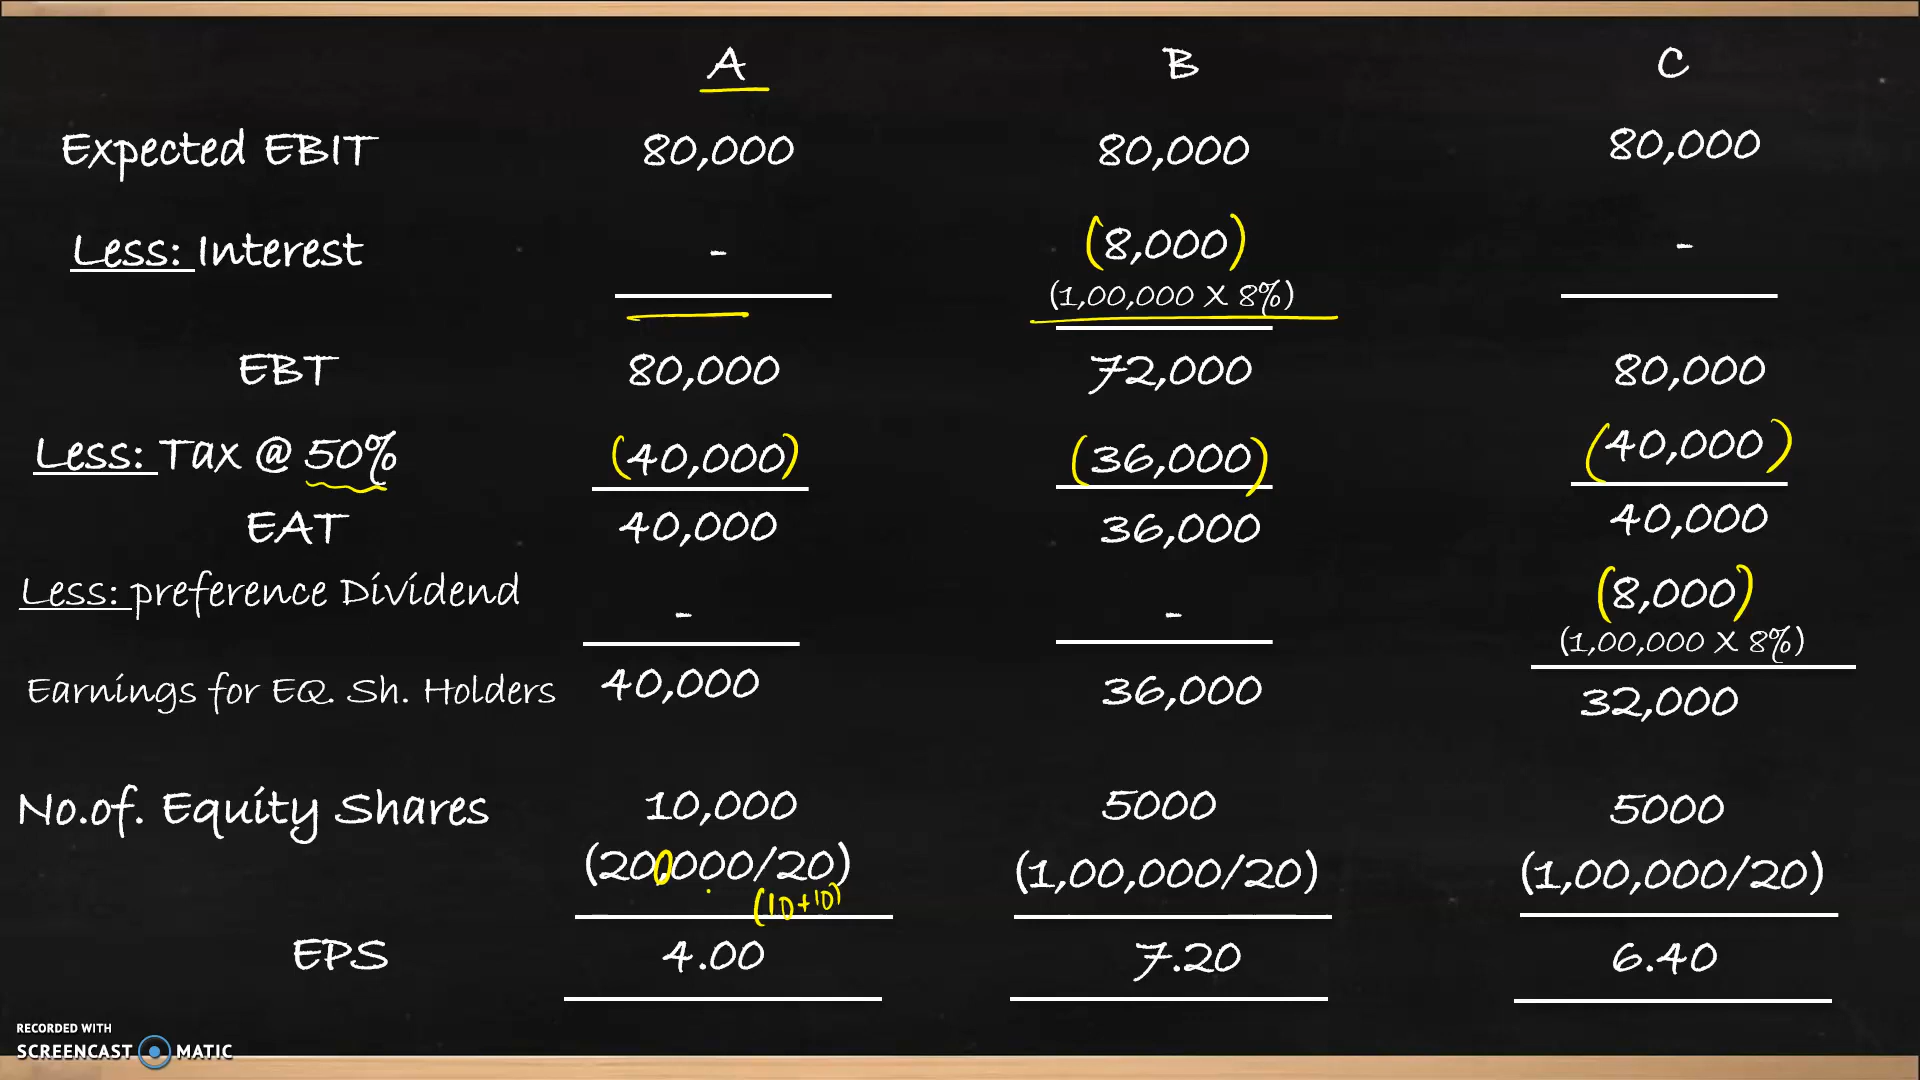 A B C
Expected EBIT 80,000 80,000 80,000
Less: Interest - (8,000) -
(1,00,000 X 8%)
EBT 80,000 72,000 80,000
Less: Tax @ 50% (40,000) (36,000) (40,000)
EAT 40,000 36,000 40,000
Less: preference Dividend - - (8,000)
(1,00,000 X 8%)
Earnings for EQ. Sh. Holders 40,000 36,000 32,000
No.of. Equity Shares 10,000 5000 5000
(200,000/20) (1,00,000/20) (1,00,000/20)
(10+10)
EPS 4.00 7.20 6.40
RECORDED WITH
SCREENCAST MATIC